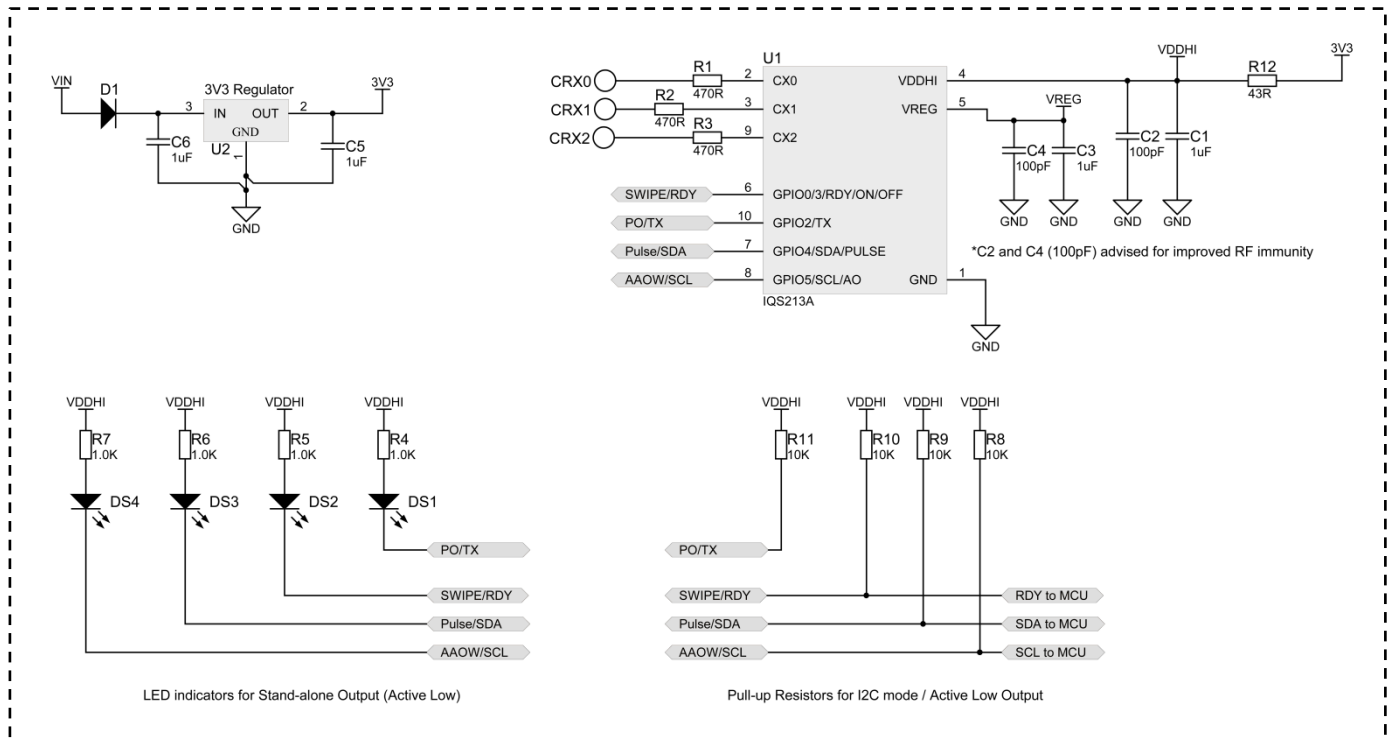 VIN
D1
3V3 Regulator
3
IN
OUT
2
3V3
GND
U2
1
C6
1uF
C5
1uF
GND
U1
CRX0
R1
470R
2
CX0
CRX1
R2
470R
3
CX1
CRX2
R3
470R
9
CX2
SWIPE/RDY
6
GPIO0/3/RDY/ON/OFF
PO/TX
10
GPIO2/TX
Pulse/SDA
7
GPIO4/SDA/PULSE
AAOW/SCL
8
GPIO5/SCL/AO
IQS213A
VDDHI
4
VREG
5
GND
1
GND
VREG
C4
100pF
C3
1uF
GND
GND
VDDHI
C2
100pF
C1
1uF
GND
GND
R12
43R
3V3
*C2 and C4 (100pF) advised for improved RF immunity
VDDHI
VDDHI
VDDHI
VDDHI
R7
1.0K
R6
1.0K
R5
1.0K
R4
1.0K
DS4
DS3
DS2
DS1
PO/TX
SWIPE/RDY
Pulse/SDA
AAOW/SCL
LED indicators for Stand-alone Output (Active Low)
VDDHI
VDDHI
VDDHI
VDDHI
R11
10K
R10
10K
R9
10K
R8
10K
PO/TX
SWIPE/RDY
RDY to MCU
Pulse/SDA
SDA to MCU
AAOW/SCL
SCL to MCU
Pull-up Resistors for I2C mode / Active Low Output